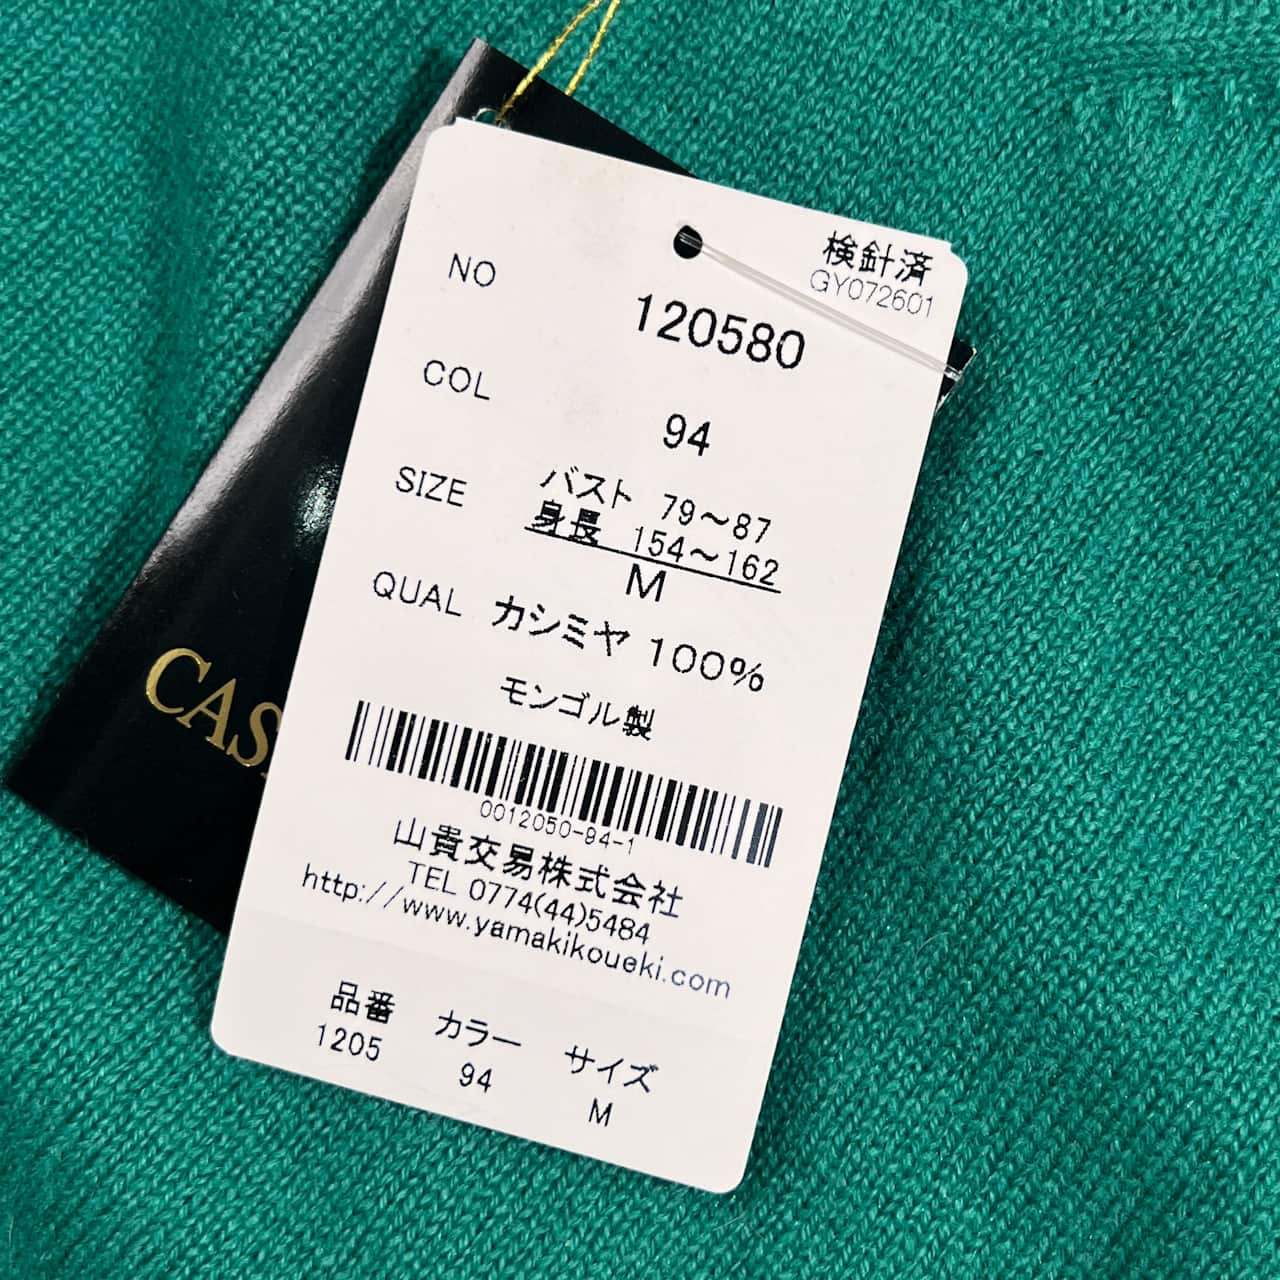 検針済
GY072601
NO 120580
COL 94
SIZE バスト 79～87
身長 154～162
M
QUAL カシミヤ 100%
モンゴル製
0012050-94-1
山貴交易株式会社
TEL 0774(44)5484
http://www.yamakikoueki.com
品番 カラー サイズ
1205 94 M
CAS